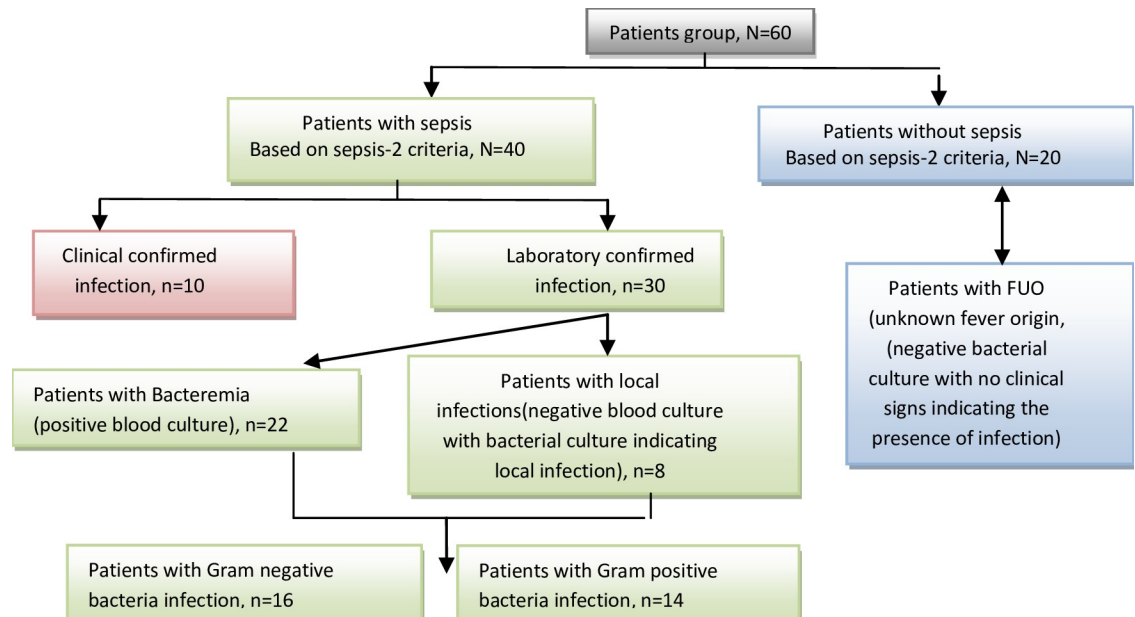 Patients group, N=60
Patients with sepsis
Based on sepsis-2 criteria, N=40
Patients without sepsis
Based on sepsis-2 criteria, N=20
Clinical confirmed
infection, n=10
Laboratory confirmed
infection, n=30
Patients with FUO
(unknown fever origin,
(negative bacterial
culture with no clinical
signs indicating the
presence of infection)
Patients with Bacteremia
(positive blood culture), n=22
Patients with local
infections(negative blood culture
with bacterial culture indicating
local infection), n=8
Patients with Gram negative
bacteria infection, n=16
Patients with Gram positive
bacteria infection, n=14